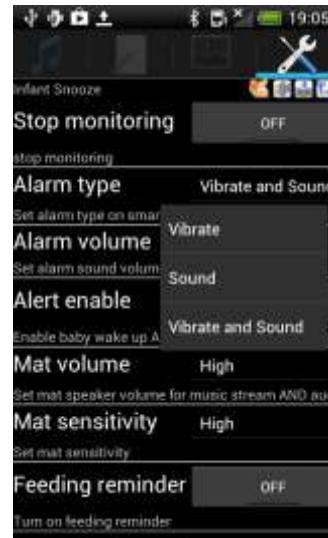 19:05
Infant Snooze
Stop monitoring OFF
stop monitoring
Alarm type Vibrate and Soun
Set alarm type on smar
Vibrate
Alarm volume
Set alarm sound volum
Sound
Alert enable
Vibrate and Sound
Enable baby wake up A
Mat volume High
Set mat speaker volume for music stream AND au
Mat sensitivity High
Set mat sensitivity
Feeding reminder OFF
Turn on feeding reminder